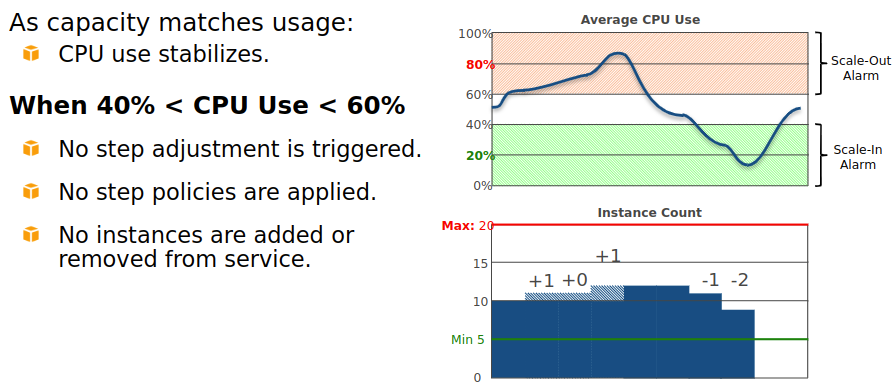 As capacity matches usage:
CPU use stabilizes.
When 40% < CPU Use < 60%
No step adjustment is triggered.
No step policies are applied.
No instances are added or
removed from service.
Average CPU Use
100%
80%
60%
40%
20%
0%
Scale-Out
Alarm
Scale-In
Alarm
Instance Count
Max: 20
15
10
Min 5
0
+1 +0
+1
-1 -2